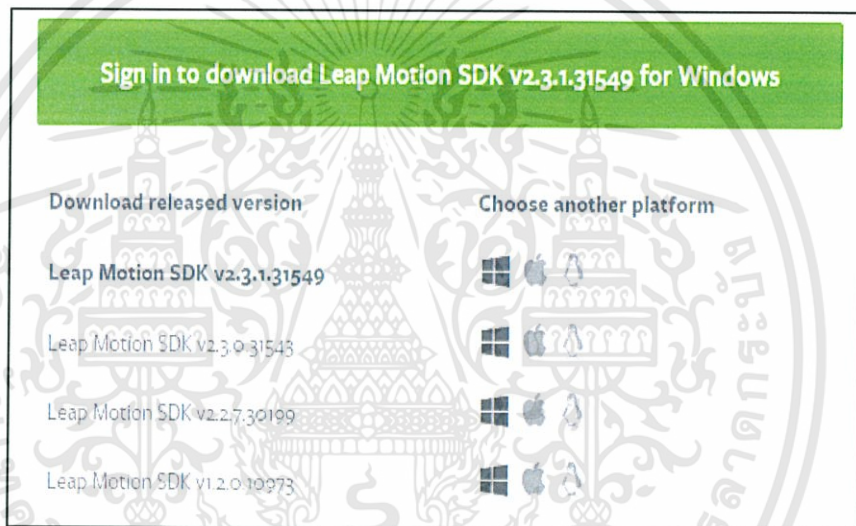 Sign in to download Leap Motion SDK v2.3.1.31549 for Windows
Download released version
Choose another platform
Leap Motion SDK v2.3.1.31549
Leap Motion SDK v2.3.0.31543
Leap Motion SDK v2.2.7.30199
Leap Motion SDK v1.2.0.10973